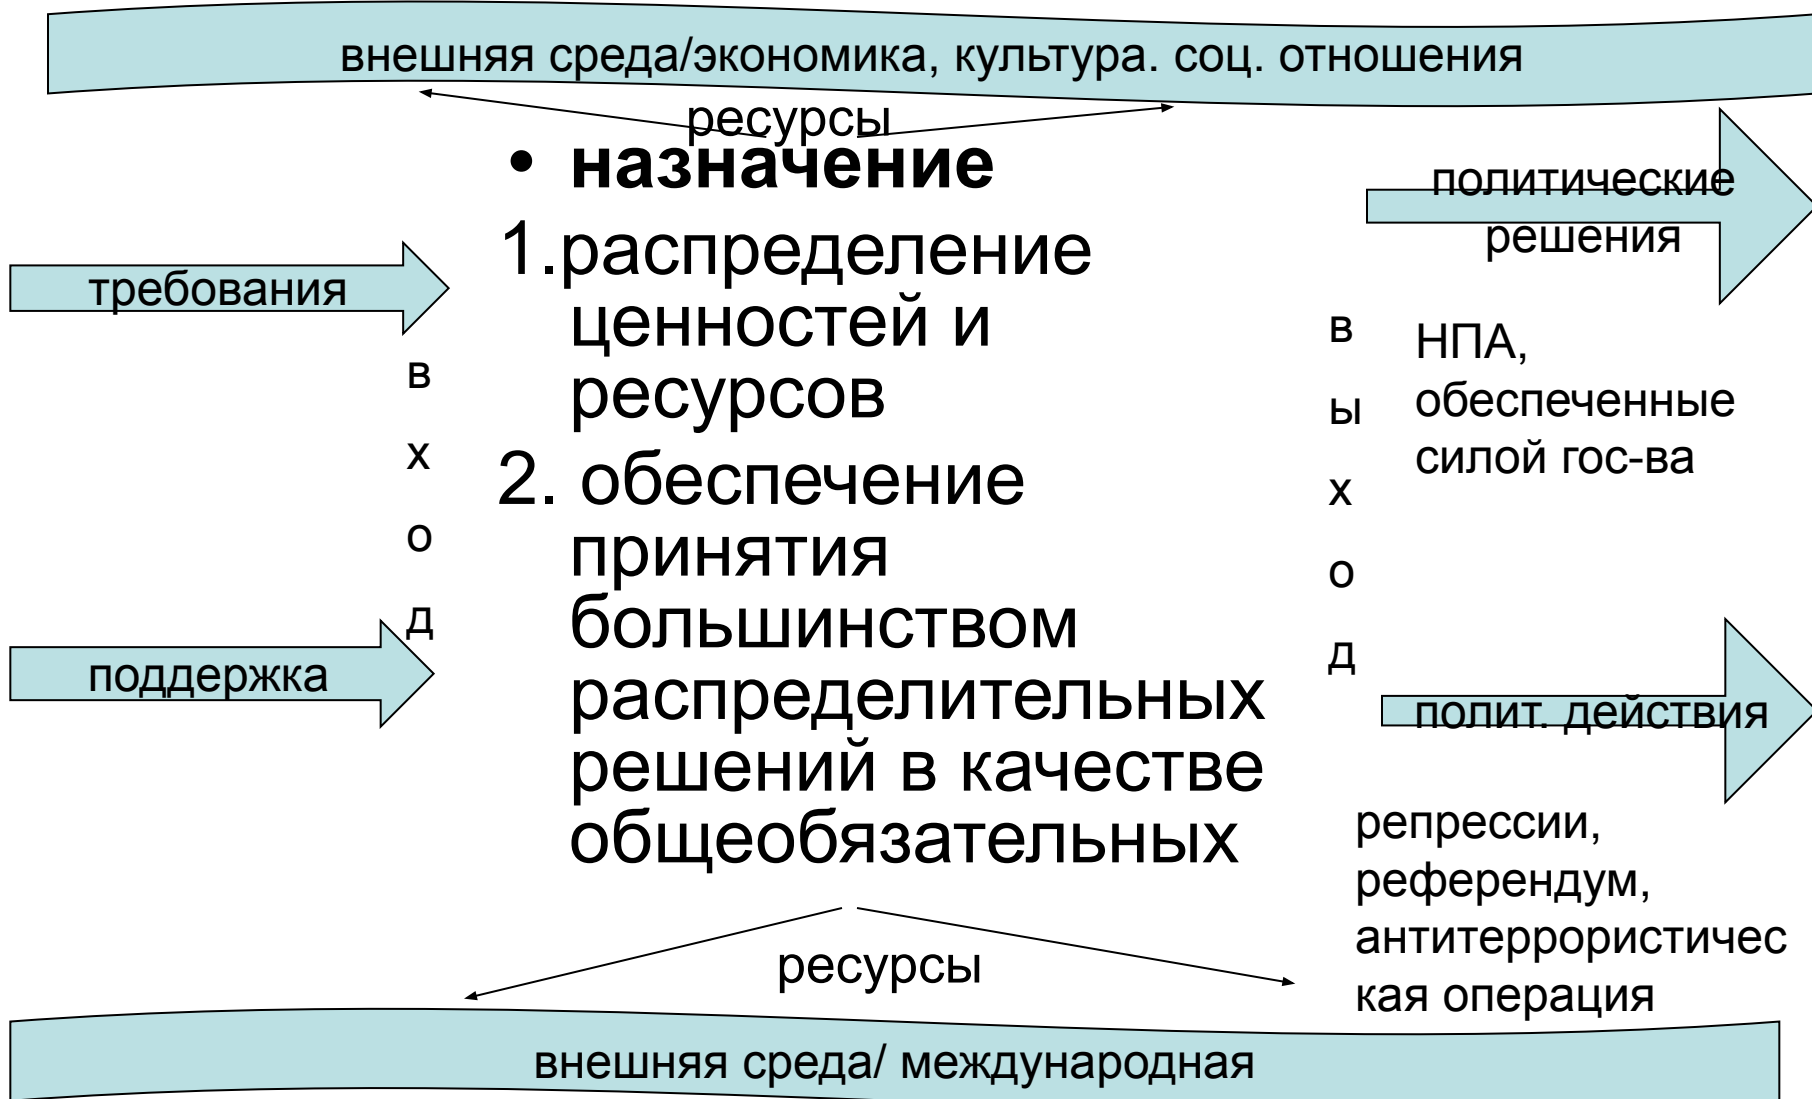 внешняя среда/экономика, культура. соц. отношения
ресурсы
• назначение
1.распределение
ценностей и
ресурсов
2. обеспечение
принятия
большинством
распределительных
решений в качестве
общеобязательных
требования
в
х
о
д
поддержка
политические
решения
в
ы
х
о
д
НПА,
обеспеченные
силой гос-ва
полит. действия
репрессии,
референдум,
антитеррористичес
кая операция
ресурсы
внешняя среда/ международная